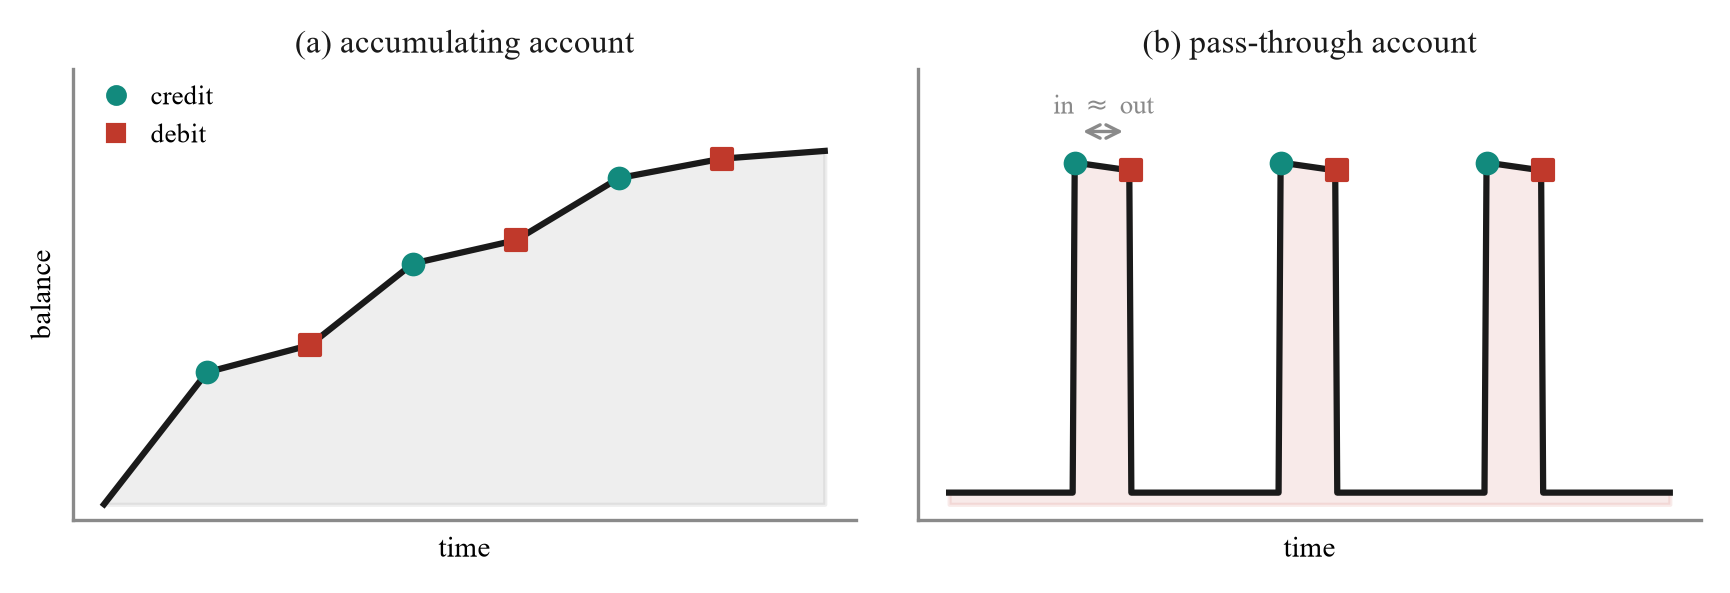 (a) accumulating account
credit
debit
balance
time
(b) pass-through account
in ≈ out
time